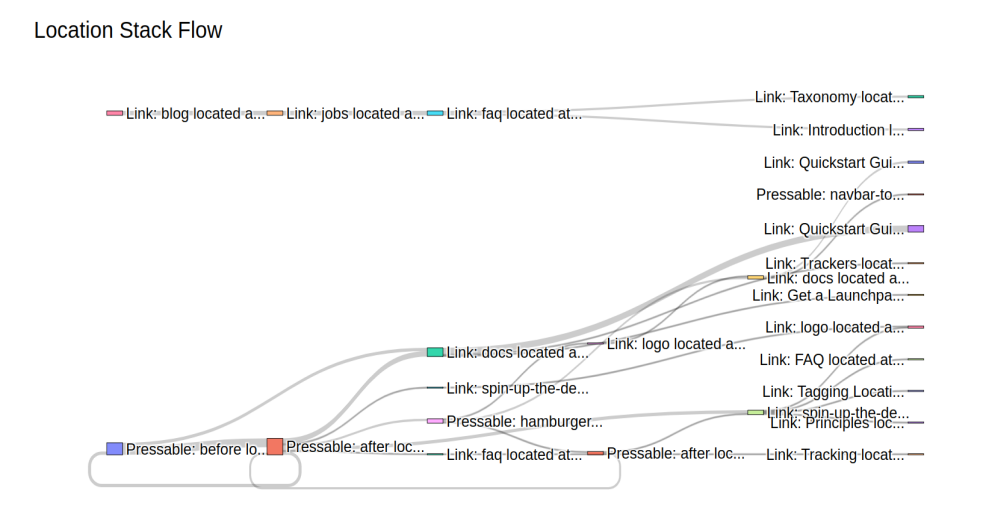 Location Stack Flow
Link: blog located a...
Link: jobs located a...
Link: faq located at...
Link: Taxonomy locat...
Link: Introduction l...
Link: Quickstart Gui...
Pressable: navbar-to...
Link: Quickstart Gui...
Link: Trackers locat...
Link: docs located a...
Link: Get a Launchpa...
Link: logo located a...
Link: logo located a...
Link: docs located a...
Link: FAQ located at...
Link: spin-up-the-de...
Link: Tagging Locati...
Link: spin-up-the-de...
Link: Principles loc...
Pressable: hamburger...
Pressable: before lo...
Pressable: after loc...
Link: faq located at...
Pressable: after loc...
Link: Tracking locat...